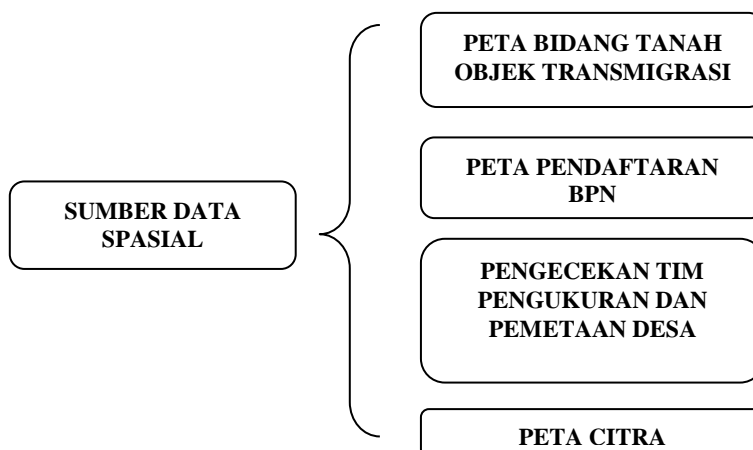 SUMBER DATA
SPASIAL
PETA BIDANG TANAH
OBJEK TRANSMIGRASI
PETA PENDAFTARAN
BPN
PENGECEKAN TIM
PENGUKURAN DAN
PEMETAAN DESA
PETA CITRA